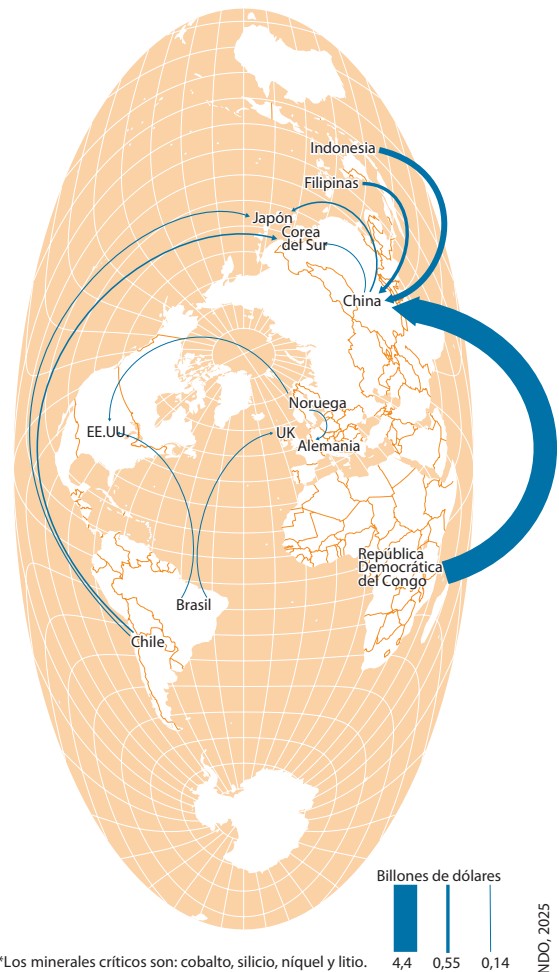 Indonesia
Filipinas
Japón
Corea
del Sur
China
Noruega
EE.UU.
UK
Alemania
República
Democrática
del Congo
Brasil
Chile
Billones de dólares
4,4 0,55 0,14
*Los minerales críticos son: cobalto, silicio, níquel y litio.
NDO, 2025